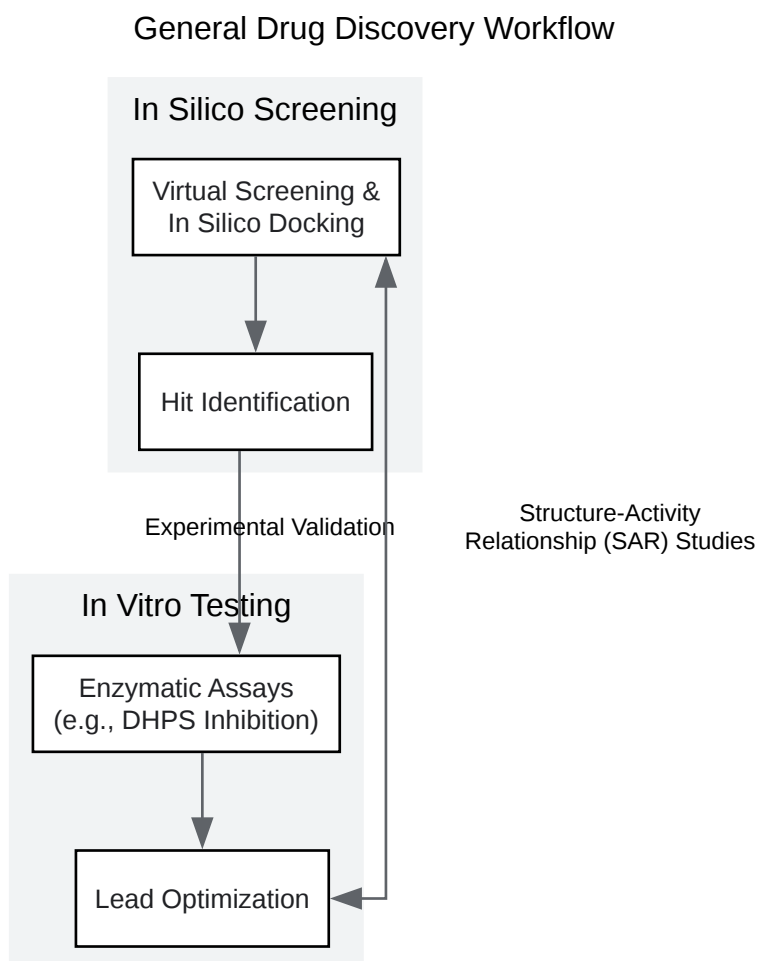 General Drug Discovery Workflow
In Silico Screening
Virtual Screening &
In Silico Docking
Hit Identification
Experimental Validation
Structure-Activity
Relationship (SAR) Studies
In Vitro Testing
Enzymatic Assays
(e.g., DHPS Inhibition)
Lead Optimization